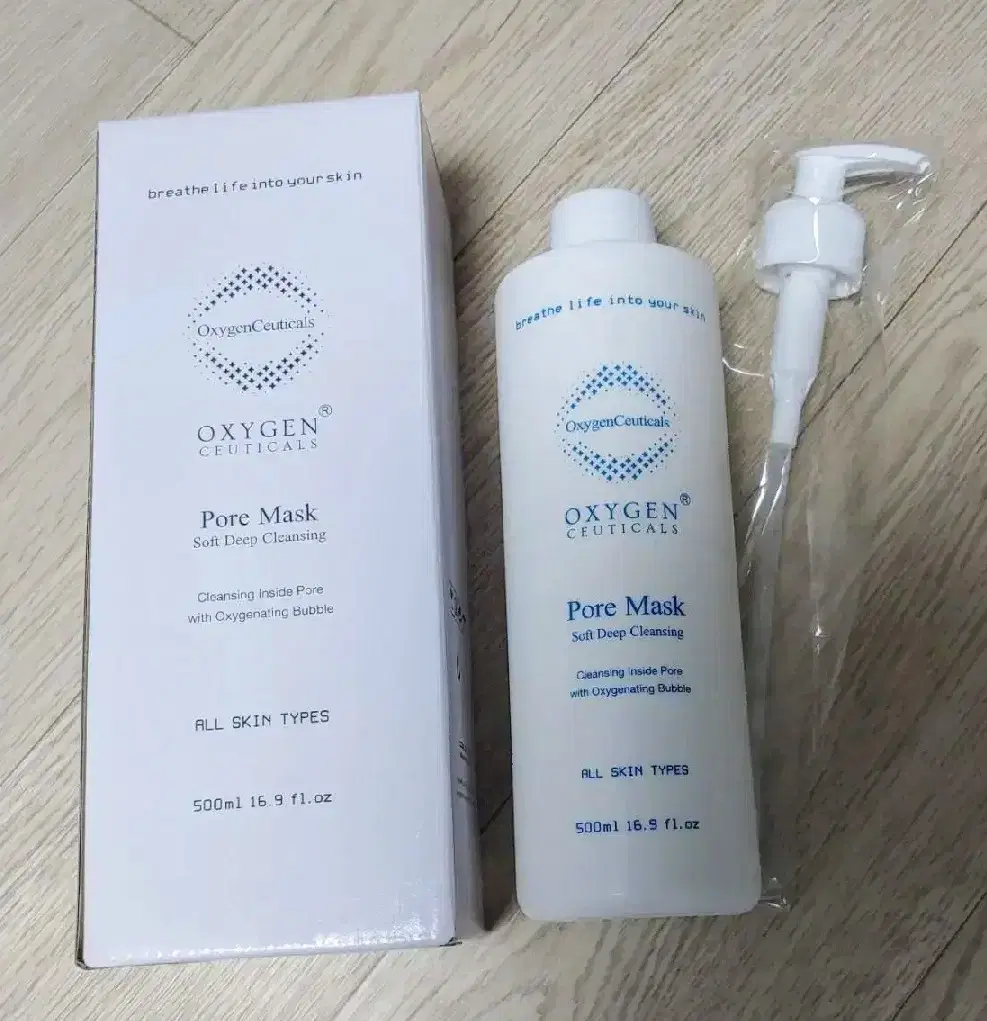 breathe life into your skin
OxygenCeuticals
OXYGEN®
CEUTICALS
Pore Mask
Soft Deep Cleansing
Cleansing Inside Pore
with Oxygenating Bubble
ALL SKIN TYPES
500ml 16.9 fl.oz
breathe life into your skin
OxygenCeuticals
OXYGEN®
CEUTICALS
Pore Mask
Soft Deep Cleansing
Cleansing Inside Pore
with Oxygenating Bubble
ALL SKIN TYPES
500ml 16.9 fl.oz